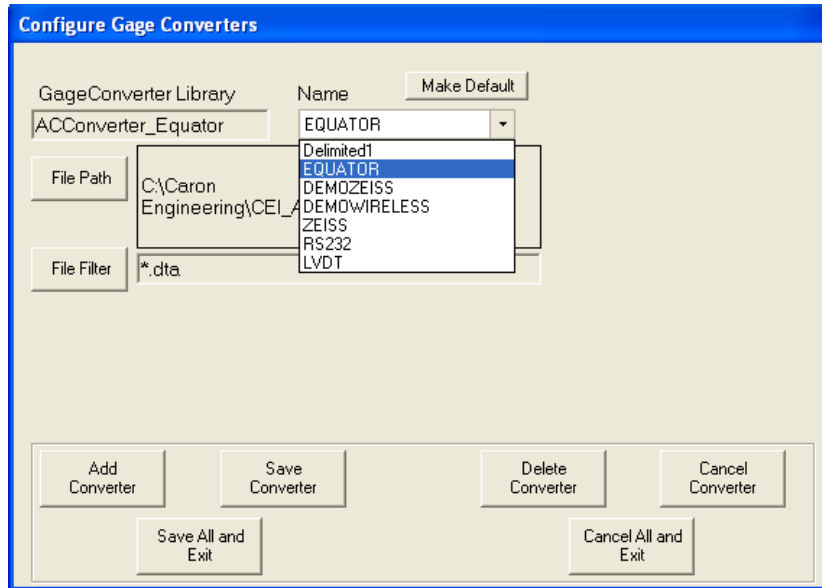 Configure Gage Converters
GageConverter Library
Name
Make Default
ACConverter_Equator
EQUATOR
Delimited1
EQUATOR
DEMOZEISS
DEMOWIRELESS
ZEISS
RS232
LVDT
File Path
C:\Caron
Engineering\CEI_A
File Filter
*.dta
Add
Converter
Save
Converter
Delete
Converter
Cancel
Converter
Save All and
Exit
Cancel All and
Exit